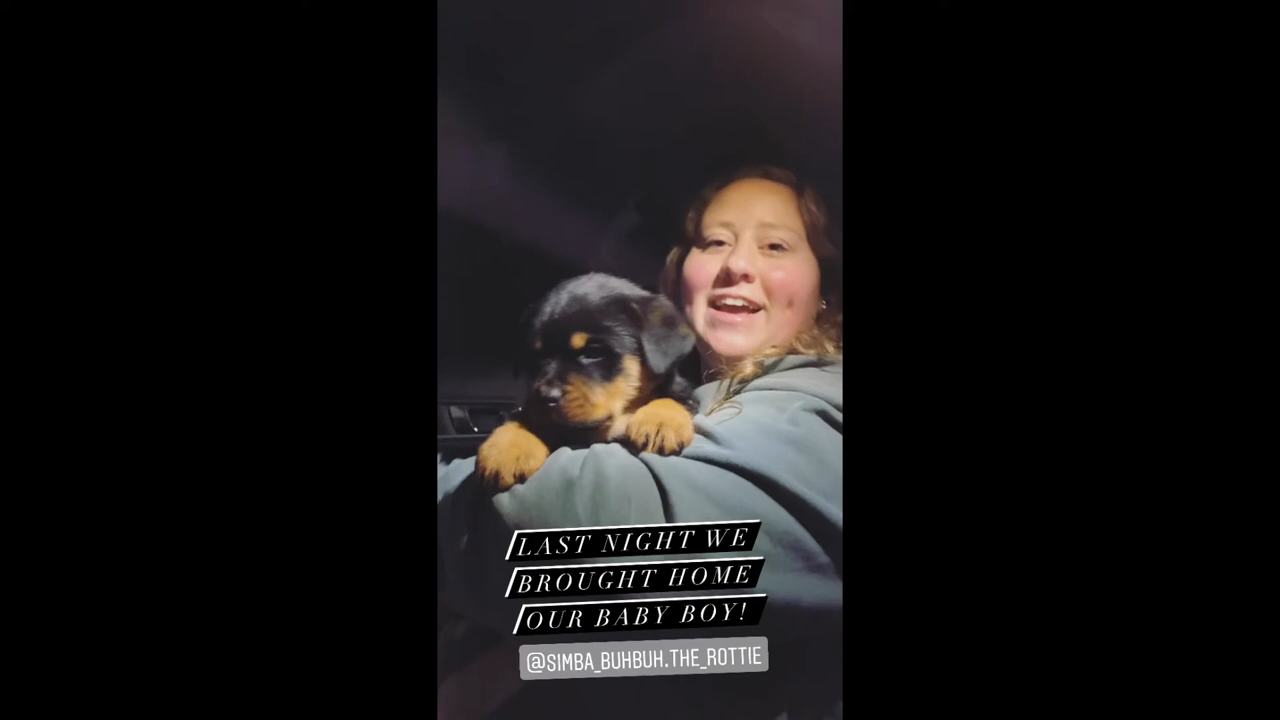 LAST NIGHT WE
BROUGHT HOME
OUR BABY BOY!
@SIMBA_BUHBUH.THE_ROTTIE